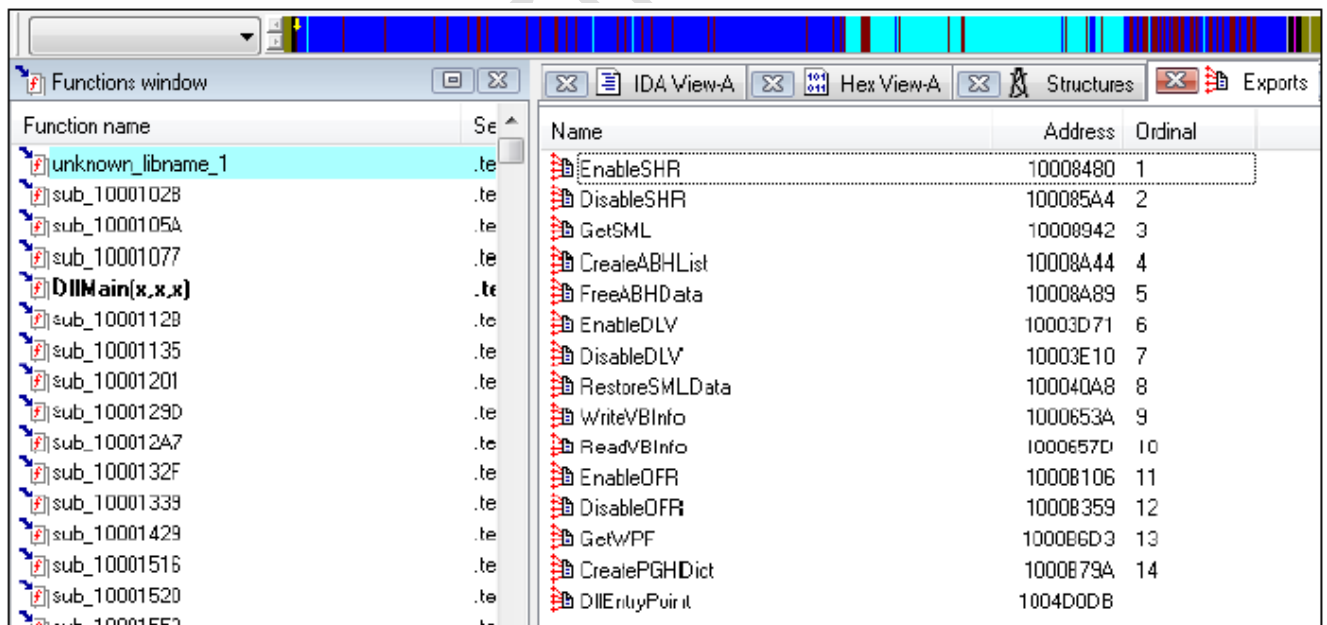 Functions window
IDA View-A
Hex View-A
Structures
Exports
Function name
Se
unknown_libname_1 .te
sub_1000102B .te
sub_1000105A .te
sub_10001077 .te
DllMain(x,x,x) .te
sub_1000112B .te
sub_10001135 .te
sub_10001201 .te
sub_1000129D .te
sub_100012A7 .te
sub_1000132F .te
sub_10001339 .te
sub_10001429 .te
sub_10001516 .te
sub_10001520 .te
Name Address Ordinal
EnableSHR 10008480 1
DisableSHR 100085A4 2
GetSML 10008942 3
CreateABHList 10008A44 4
FreeABHData 10008A89 5
EnableDLV 10003D71 6
DisableDLV 10003E10 7
RestoreSMLData 100040A8 8
WriteVBInfo 1000653A 9
ReadVBInfo 1000657D 10
EnableOFR 1000B106 11
DisableOFR 1000B359 12
GetWPF 1000B6D3 13
CreatePGHDict 1000B79A 14
DllEntryPoint 1004D0DB